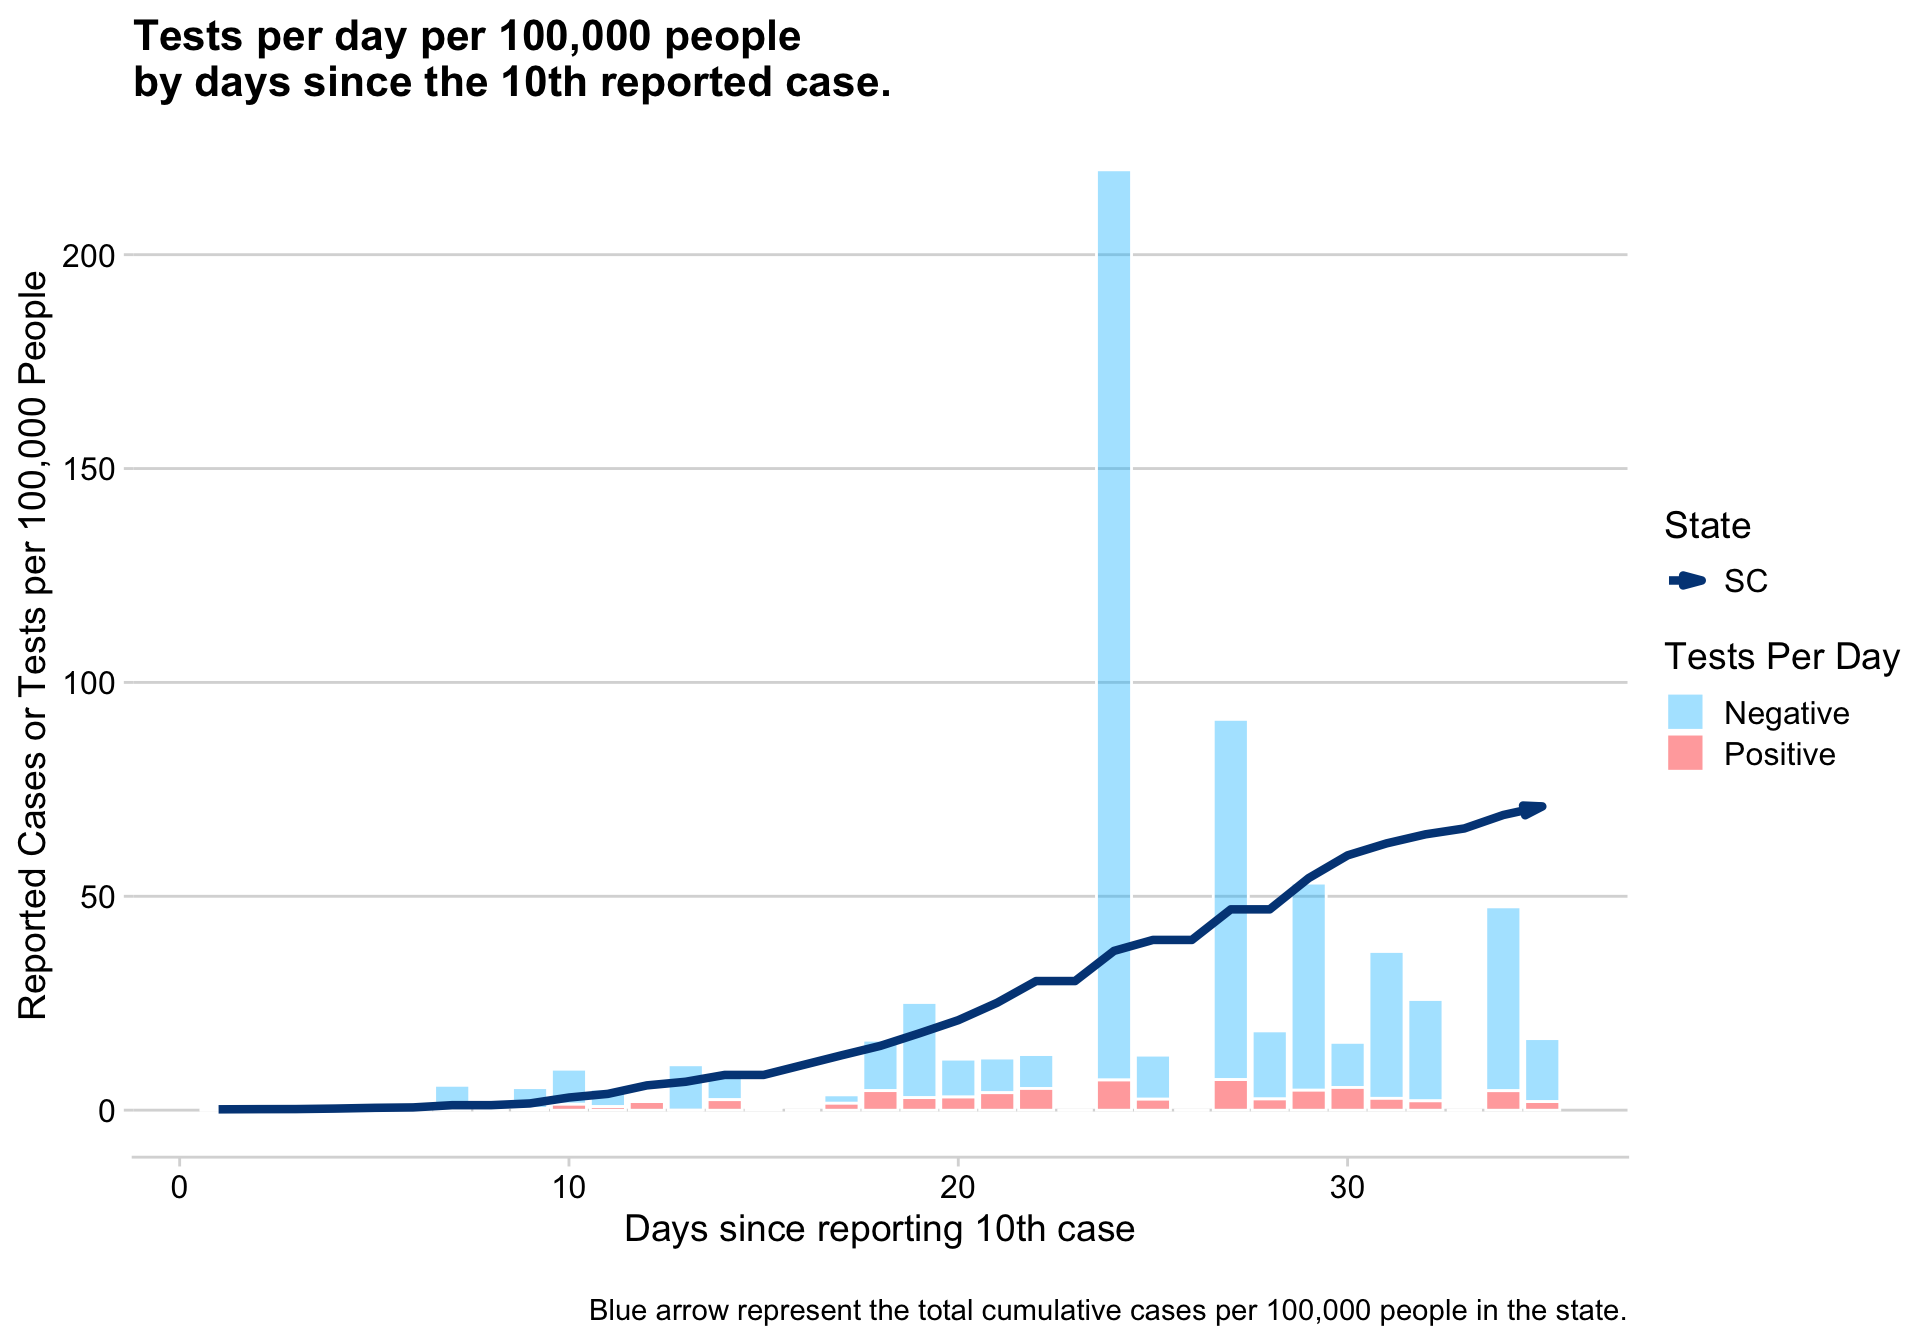 Tests per day per 100,000 people
by days since the 10th reported case.
Reported Cases or Tests per 100,000 People
200
150
100
50
0
0
10
20
30
Days since reporting 10th case
State
SC
Tests Per Day
Negative
Positive
Blue arrow represent the total cumulative cases per 100,000 people in the state.